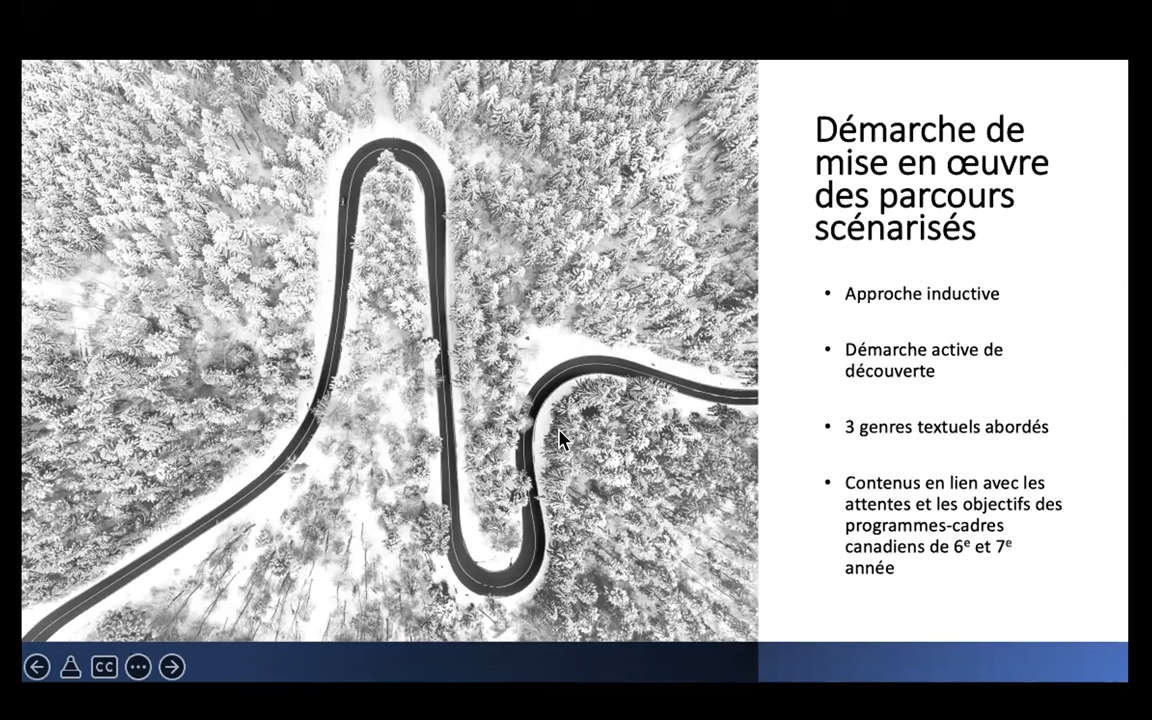 Démarche de
mise en œuvre
des parcours
scénarisés
• Approche inductive
• Démarche active de
découverte
• 3 genres textuels abordés
• Contenus en lien avec les
attentes et les objectifs des
programmes-cadres
canadiens de 6e et 7e
année
CC